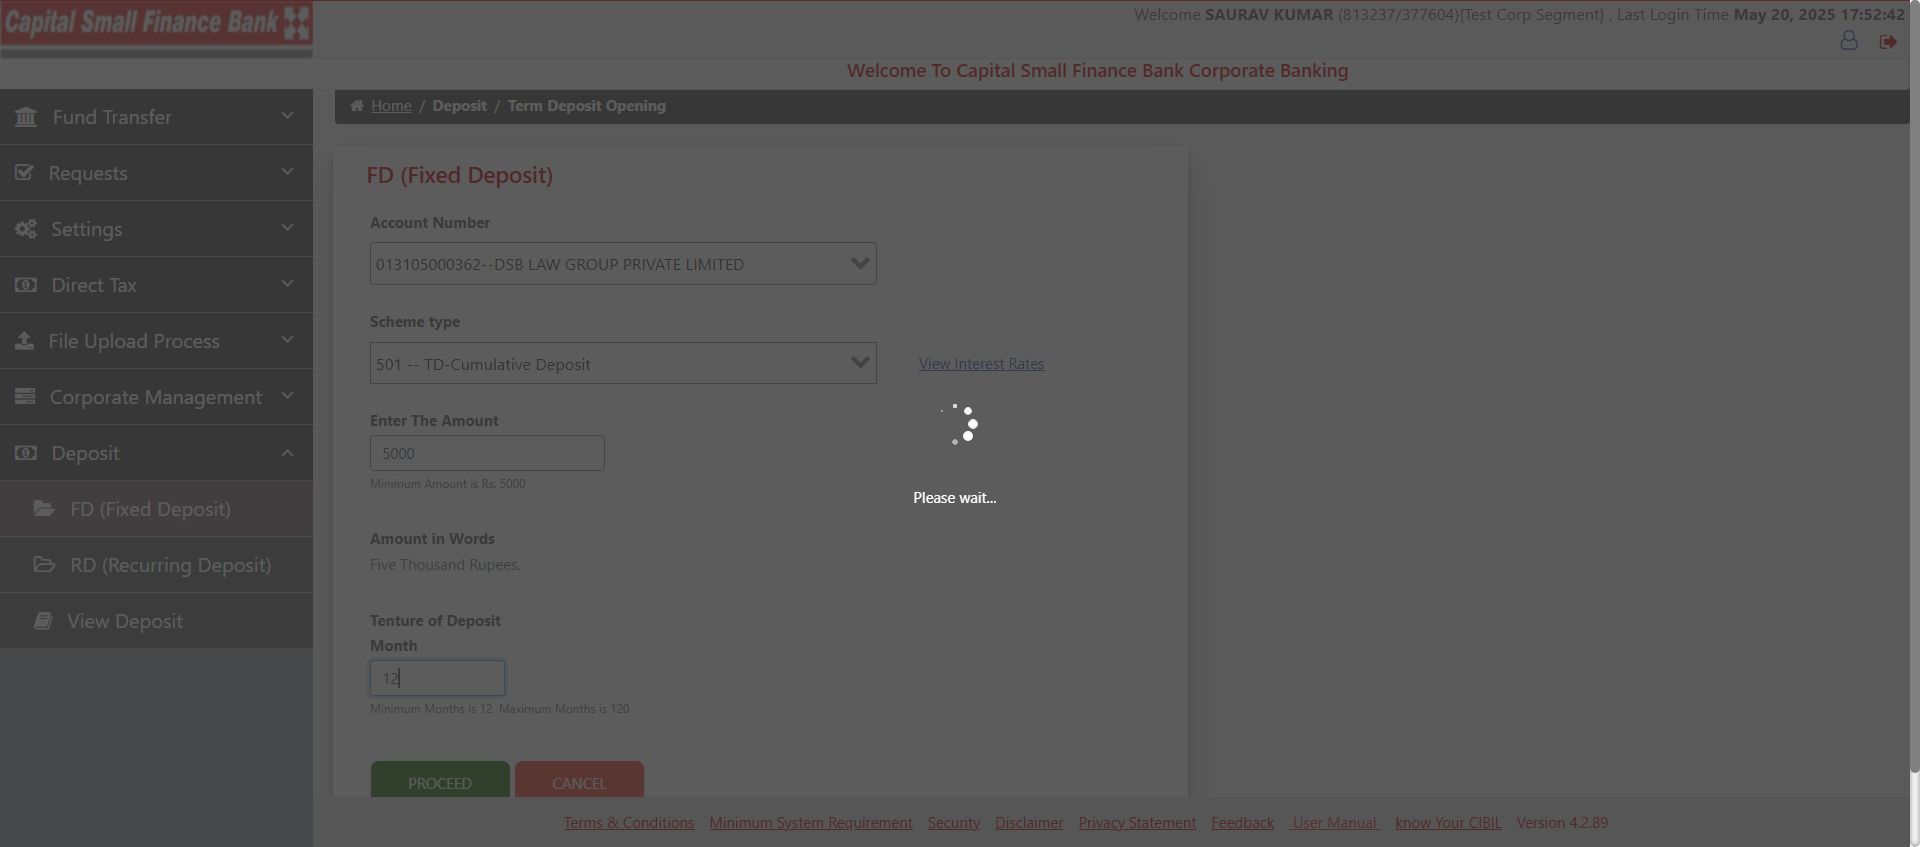 Capital Small Finance Bank
Welcome SAURAV KUMAR (813237/377604){Test Corp Segment} , Last Login Time May 20, 2025 17:52:42
Welcome To Capital Small Finance Bank Corporate Banking
Home / Deposit / Term Deposit Opening
Fund Transfer
Requests
Settings
Direct Tax
File Upload Process
Corporate Management
Deposit
FD (Fixed Deposit)
RD (Recurring Deposit)
View Deposit
FD (Fixed Deposit)
Account Number
013105000362--DSB LAW GROUP PRIVATE LIMITED
Scheme type
501 -- TD-Cumulative Deposit
View Interest Rates
Enter The Amount
5000
Minimum Amount is Rs. 5000
Please wait...
Amount in Words
Five Thousand Rupees.
Tenture of Deposit
Month
12
Minimum Months is 12 Maximum Months is 120
PROCEED CANCEL
Terms & Conditions Minimum System Requirement Security Disclaimer Privacy Statement Feedback User Manual know Your CIBIL Version 4.2.89